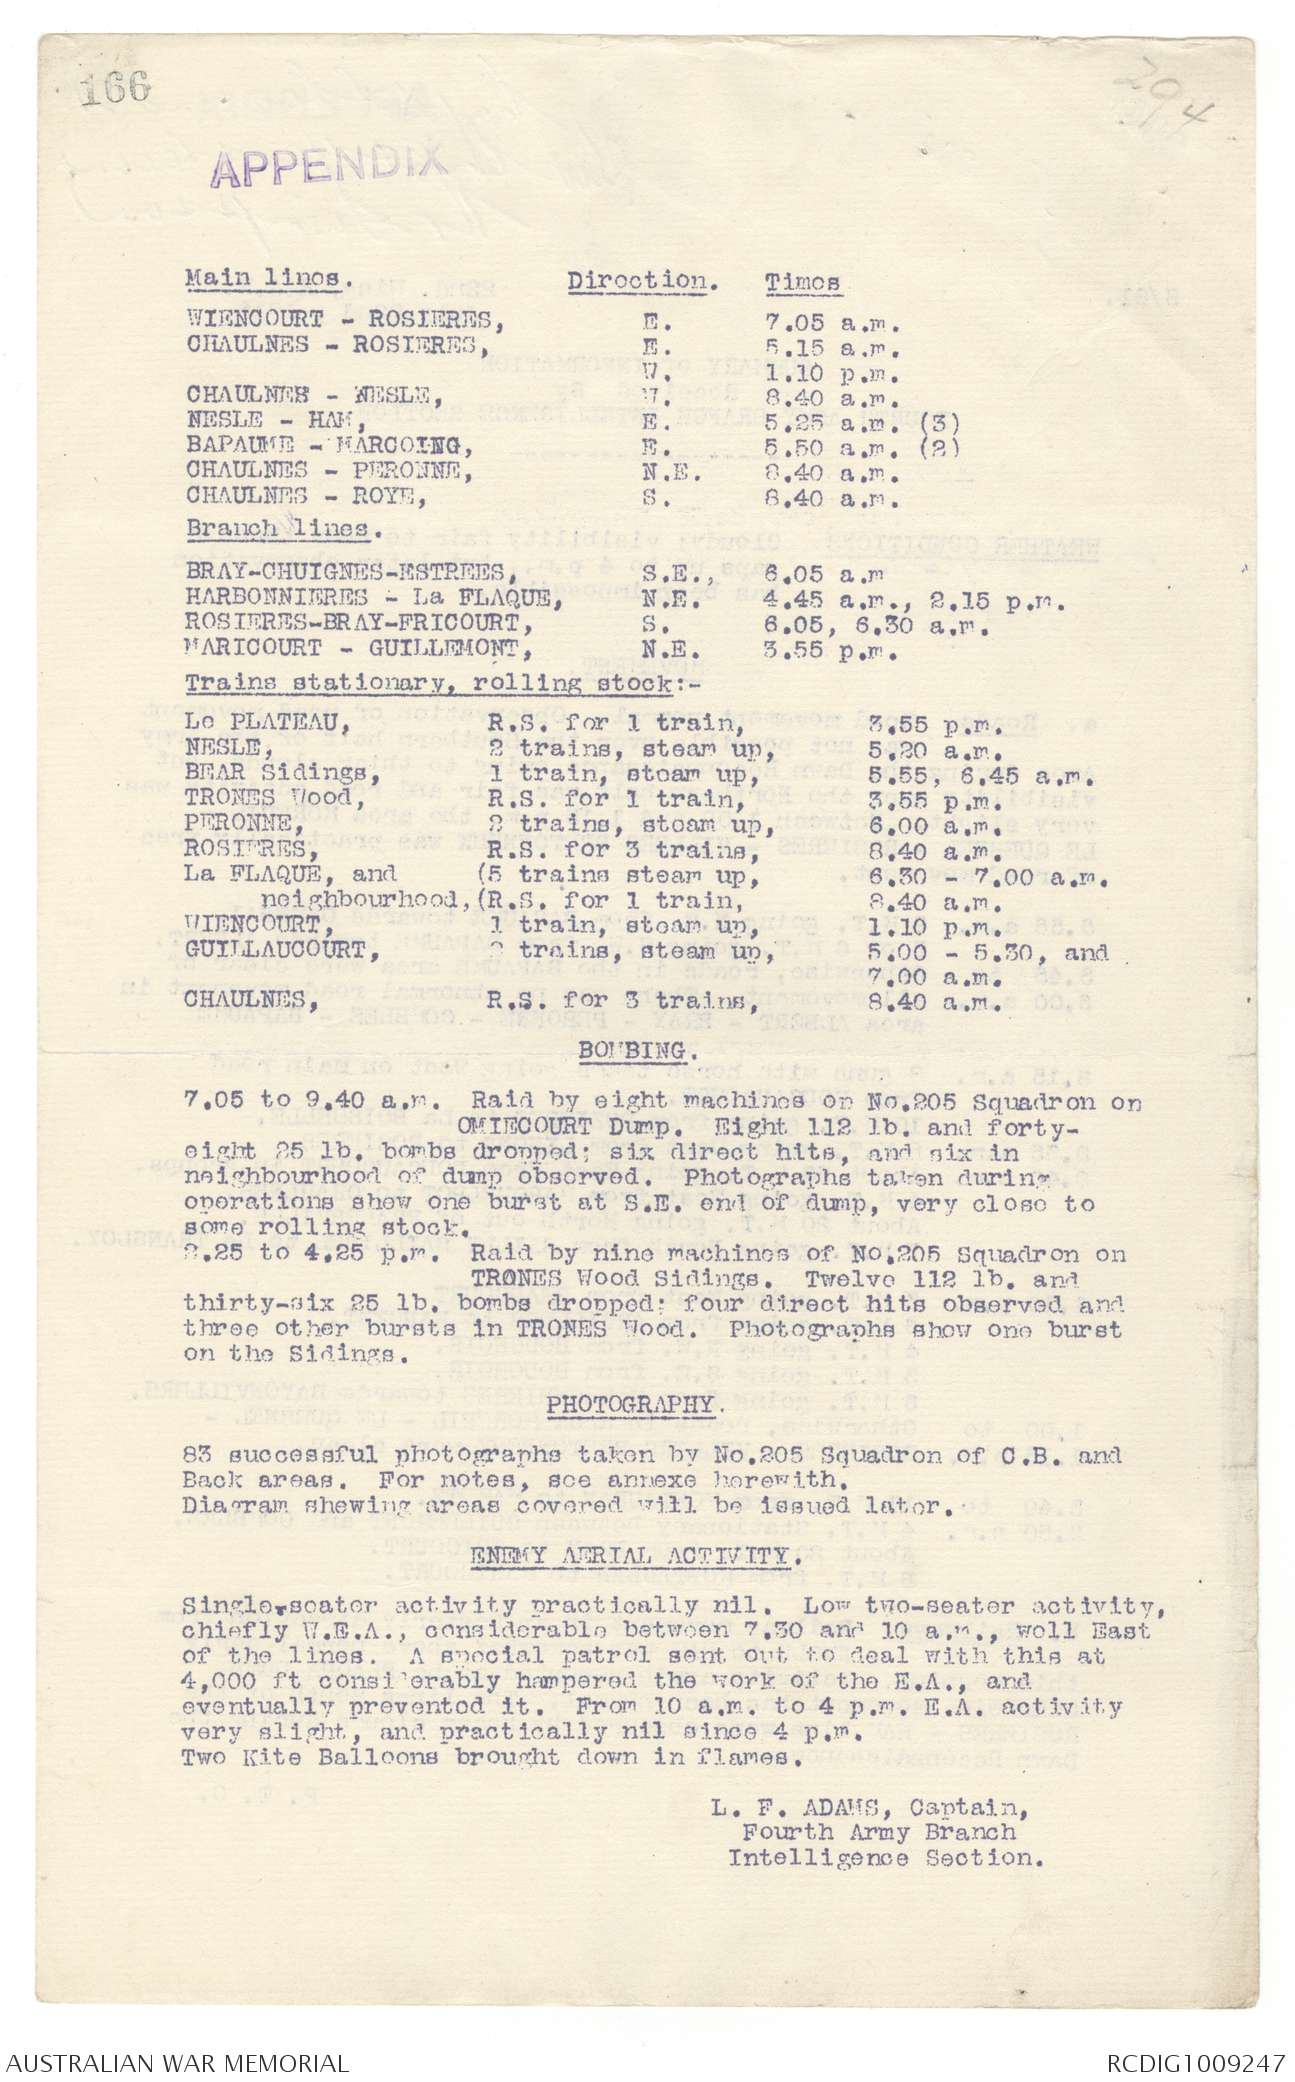 166
294
APPENDIX
Main lines. Direction. Times
WIENCOURT - ROSIERES, E. 7.05 a.m.
CHAULNES - ROSIERES, E. 5.15 a.m.
W. 1.10 p.m.
CHAULNES - NESLE, W. 8.40 a.m.
NESLE - HAM, E. 5.25 a.m. (3)
BAPAUME - MARCOING, E. 5.50 a.m. (2)
CHAULNES - PERONNE, N.E. 8.40 a.m.
CHAULNES - ROYE, S. 8.40 a.m.
Branch lines.
BRAY-CHUIGNES-ESTREES, S.E., 6.05 a.m
HARBONNIERES - La FLAQUE, N.E. 4.45 a.m., 2.15 p.m.
ROSIERES-BRAY-FRICOURT, S. 6.05, 6.30 a.m.
MARICOURT - GUILLEMONT, N.E. 3.55 p.m.
Trains stationary, rolling stock:-
Le PLATEAU, R.S. for 1 train, 3.55 p.m.
NESLE, 2 trains, steam up, 5.20 a.m.
BEAR Sidings, 1 train, steam up, 5.55, 6.45 a.m.
TRONES Wood, R.S. for 1 train, 3.55 p.m.
PERONNE, 2 trains, steam up, 6.00 a.m.
ROSIERES, R.S. for 3 trains, 8.40 a.m.
La FLAQUE, and (5 trains steam up, 6.30 - 7.00 a.m.
neighbourhood, (R.S. for 1 train, 8.40 a.m.
WIENCOURT, 1 train, steam up, 1.10 p.m.
GUILLAUCOURT, trains, steam up, 5.00 - 5.30, and
7.00 a.m.
CHAULNES, R.S. for 3 trains, 8.40 a.m.
BOMBING.
7.05 to 9.40 a.m. Raid by eight machines on No.205 Squadron on
OMIECOURT Dump. Eight 112 lb. and forty-
eight 25 lb. bombs dropped; six direct hits, and six in
neighbourhood of dump observed. Photographs taken during
operations shew one burst at S.E. end of dump, very close to
some rolling stock.
2.25 to 4.25 p.m. Raid by nine machines of No.205 Squadron on
TRONES Wood Sidings. Twelve 112 lb. and
thirty-six 25 lb. bombs dropped; four direct hits observed and
three other bursts in TRONES Wood. Photographs show one burst
on the Sidings.
PHOTOGRAPHY.
83 successful photographs taken by No.205 Squadron of C.B. and
Back areas. For notes, see annexe herewith.
Diagram shewing areas covered will be issued later.
ENEMY AERIAL ACTIVITY.
Single-seater activity practically nil. Low two-seater activity,
chiefly W.E.A., considerable between 7.30 and 10 a.m., well East
of the lines. A special patrol sent out to deal with this at
4,000 ft considerably hampered the work of the E.A., and
eventually prevented it. From 10 a.m. to 4 p.m. E.A. activity
very slight, and practically nil since 4 p.m.
Two Kite Balloons brought down in flames.
L. F. ADAMS, Captain,
Fourth Army Branch
Intelligence Section.
AUSTRALIAN WAR MEMORIAL RCDIG1009247